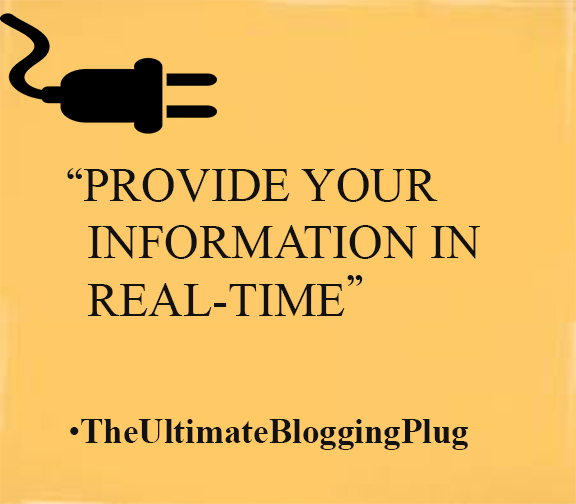 “PROVIDE YOUR
INFORMATION IN
REAL-TIME”
•TheUltimateBloggingPlug